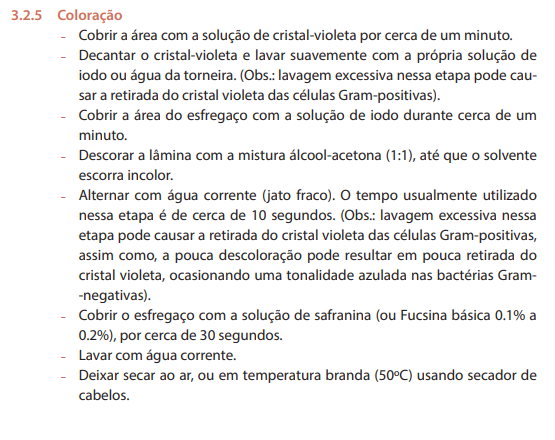 3.2.5 Coloração
– Cobrir a área com a solução de cristal-violeta por cerca de um minuto.
– Decantar o cristal-violeta e lavar suavemente com a própria solução de
iodo ou água da torneira. (Obs.: lavagem excessiva nessa etapa pode cau-
sar a retirada do cristal violeta das células Gram-positivas).
– Cobrir a área do esfregaço com a solução de iodo durante cerca de um
minuto.
– Descorar a lâmina com a mistura álcool-acetona (1:1), até que o solvente
escorra incolor.
– Alternar com água corrente (jato fraco). O tempo usualmente utilizado
nessa etapa é de cerca de 10 segundos. (Obs.: lavagem excessiva nessa
etapa pode causar a retirada do cristal violeta das células Gram-positivas,
assim como, a pouca descoloração pode resultar em pouca retirada do
cristal violeta, ocasionando uma tonalidade azulada nas bactérias Gram-
-negativas).
– Cobrir o esfregaço com a solução de safranina (ou Fucsina básica 0.1% a
0.2%), por cerca de 30 segundos.
– Lavar com água corrente.
– Deixar secar ao ar, ou em temperatura branda (50ºC) usando secador de
cabelos.